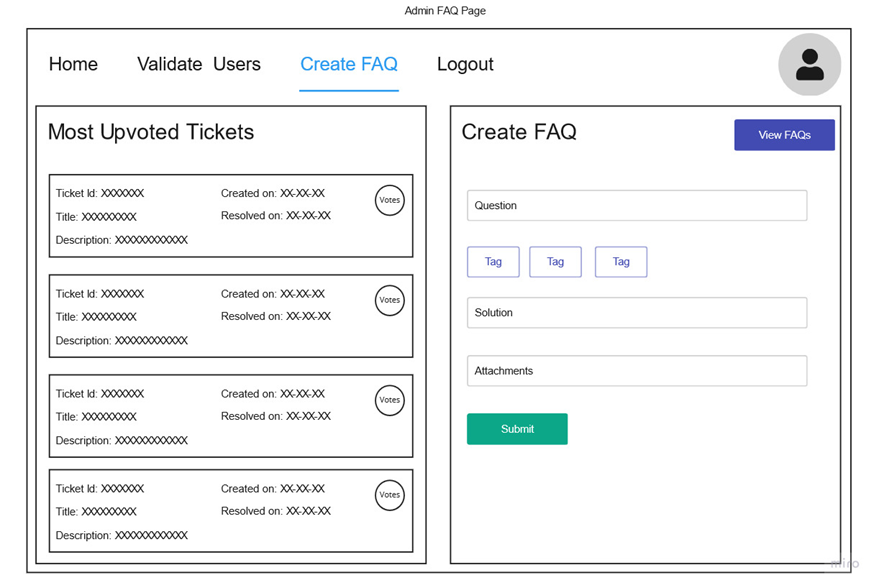 Admin FAQ Page
Home Validate Users Create FAQ Logout
Most Upvoted Tickets
Ticket Id: XXXXXXX Created on: XX-XX-XX Votes
Title: XXXXXXXXX Resolved on: XX-XX-XX
Description: XXXXXXXXXXXX
Ticket Id: XXXXXXX Created on: XX-XX-XX Votes
Title: XXXXXXXXX Resolved on: XX-XX-XX
Description: XXXXXXXXXXXX
Ticket Id: XXXXXXX Created on: XX-XX-XX Votes
Title: XXXXXXXXX Resolved on: XX-XX-XX
Description: XXXXXXXXXXXX
Ticket Id: XXXXXXX Created on: XX-XX-XX Votes
Title: XXXXXXXXX Resolved on: XX-XX-XX
Description: XXXXXXXXXXXX
Create FAQ View FAQs
Question
Tag Tag Tag
Solution
Attachments
Submit
miro